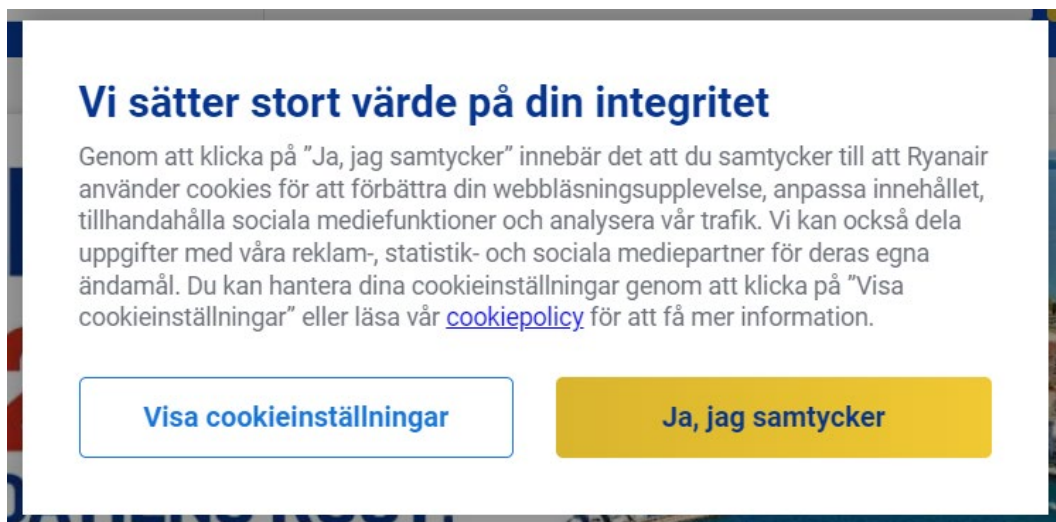 Vi sätter stort värde på din integritet
Genom att klicka på ”Ja, jag samtycker” innebär det att du samtycker till att Ryanair
använder cookies för att förbättra din webbläsningsupplevelse, anpassa innehållet,
tillhandahålla sociala mediefunktioner och analysera vår trafik. Vi kan också dela
uppgifter med våra reklam-, statistik- och sociala mediepartner för deras egna
ändamål. Du kan hantera dina cookieinställningar genom att klicka på ”Visa
cookieinställningar” eller läsa vår cookiepolicy för att få mer information.
Visa cookieinställningar
Ja, jag samtycker